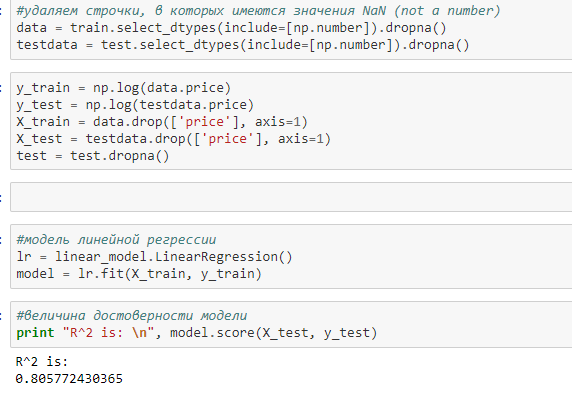 #удаляем строчки, в которых имеются значения NaN (not a number)
data = train.select_dtypes(include=[np.number]).dropna()
testdata = test.select_dtypes(include=[np.number]).dropna()
y_train = np.log(data.price)
y_test = np.log(testdata.price)
X_train = data.drop(['price'], axis=1)
X_test = testdata.drop(['price'], axis=1)
test = test.dropna()
#модель линейной регрессии
lr = linear_model.LinearRegression()
model = lr.fit(X_train, y_train)
#величина достоверности модели
print "R^2 is: \n", model.score(X_test, y_test)
R^2 is:
0.805772430365